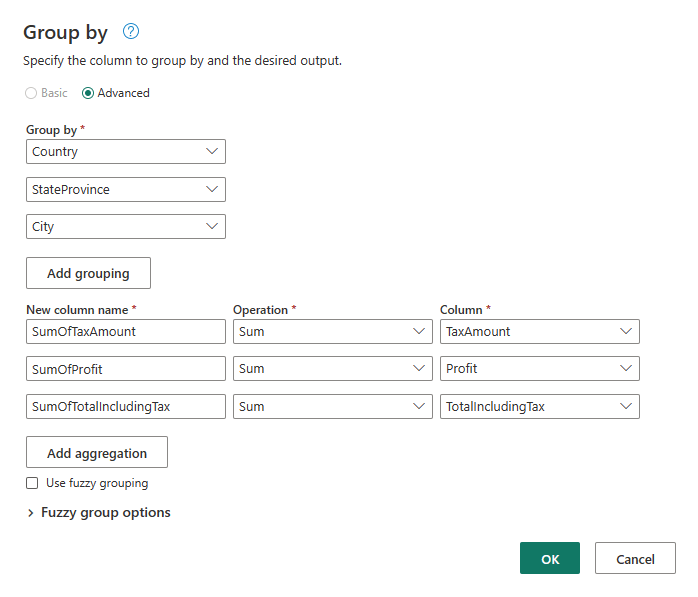 Group by ?
Specify the column to group by and the desired output.
Basic Advanced
Group by *
Country
StateProvince
City
Add grouping
New column name * Operation * Column *
SumOfTaxAmount Sum TaxAmount
SumOfProfit Sum Profit
SumOfTotalIncludingTax Sum TotalIncludingTax
Add aggregation
Use fuzzy grouping
Fuzzy group options
OK Cancel